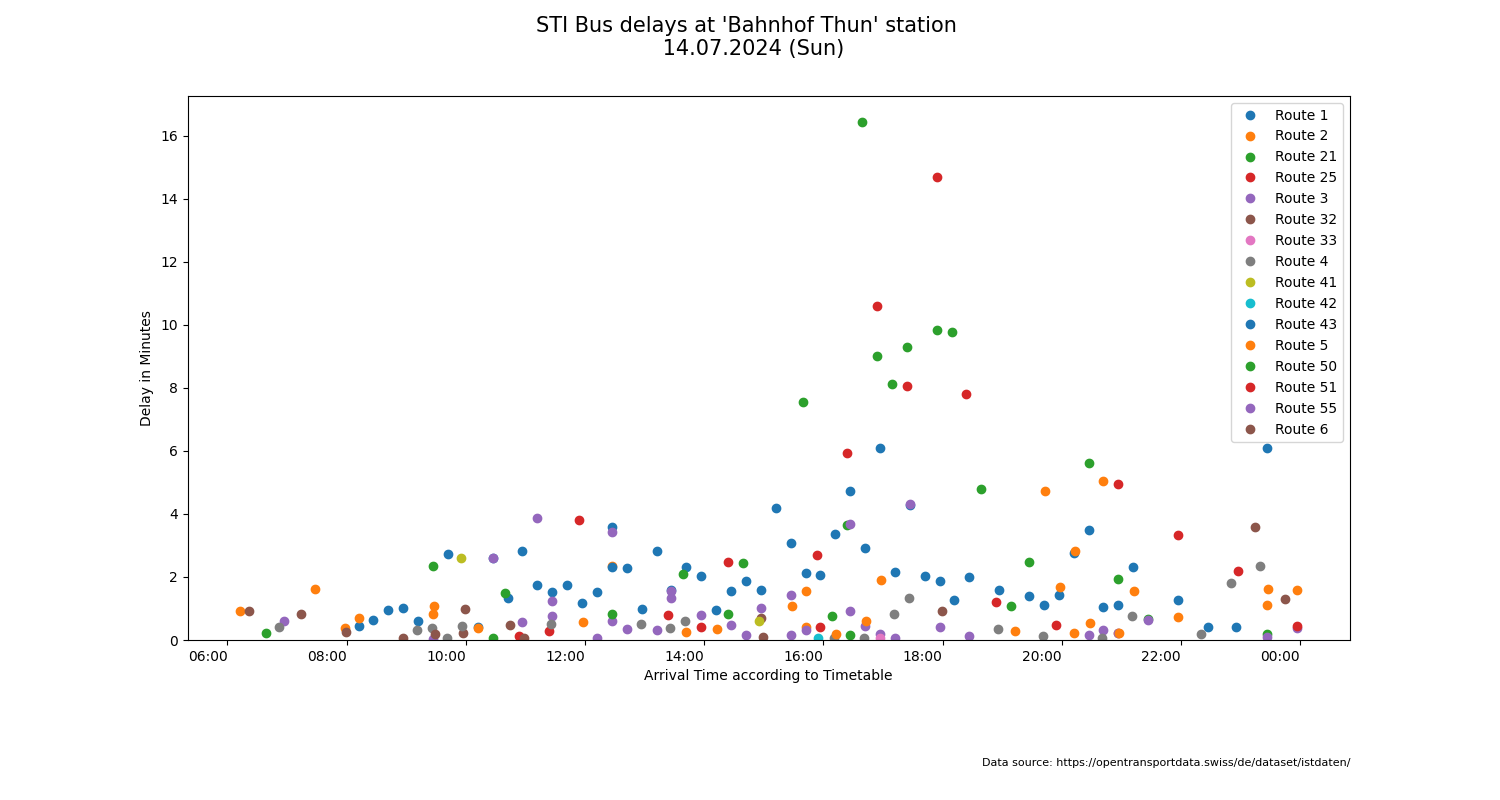 STI Bus delays at 'Bahnhof Thun' station
14.07.2024 (Sun)
16
14
12
10
8
6
4
2
0
Delay in Minutes
Route 1
Route 2
Route 21
Route 25
Route 3
Route 32
Route 33
Route 4
Route 41
Route 42
Route 43
Route 5
Route 50
Route 51
Route 55
Route 6
06:00 08:00 10:00 12:00 14:00 16:00 18:00 20:00 22:00 00:00
Arrival Time according to Timetable
Data source: https://opentransportdata.swiss/de/dataset/istdaten/